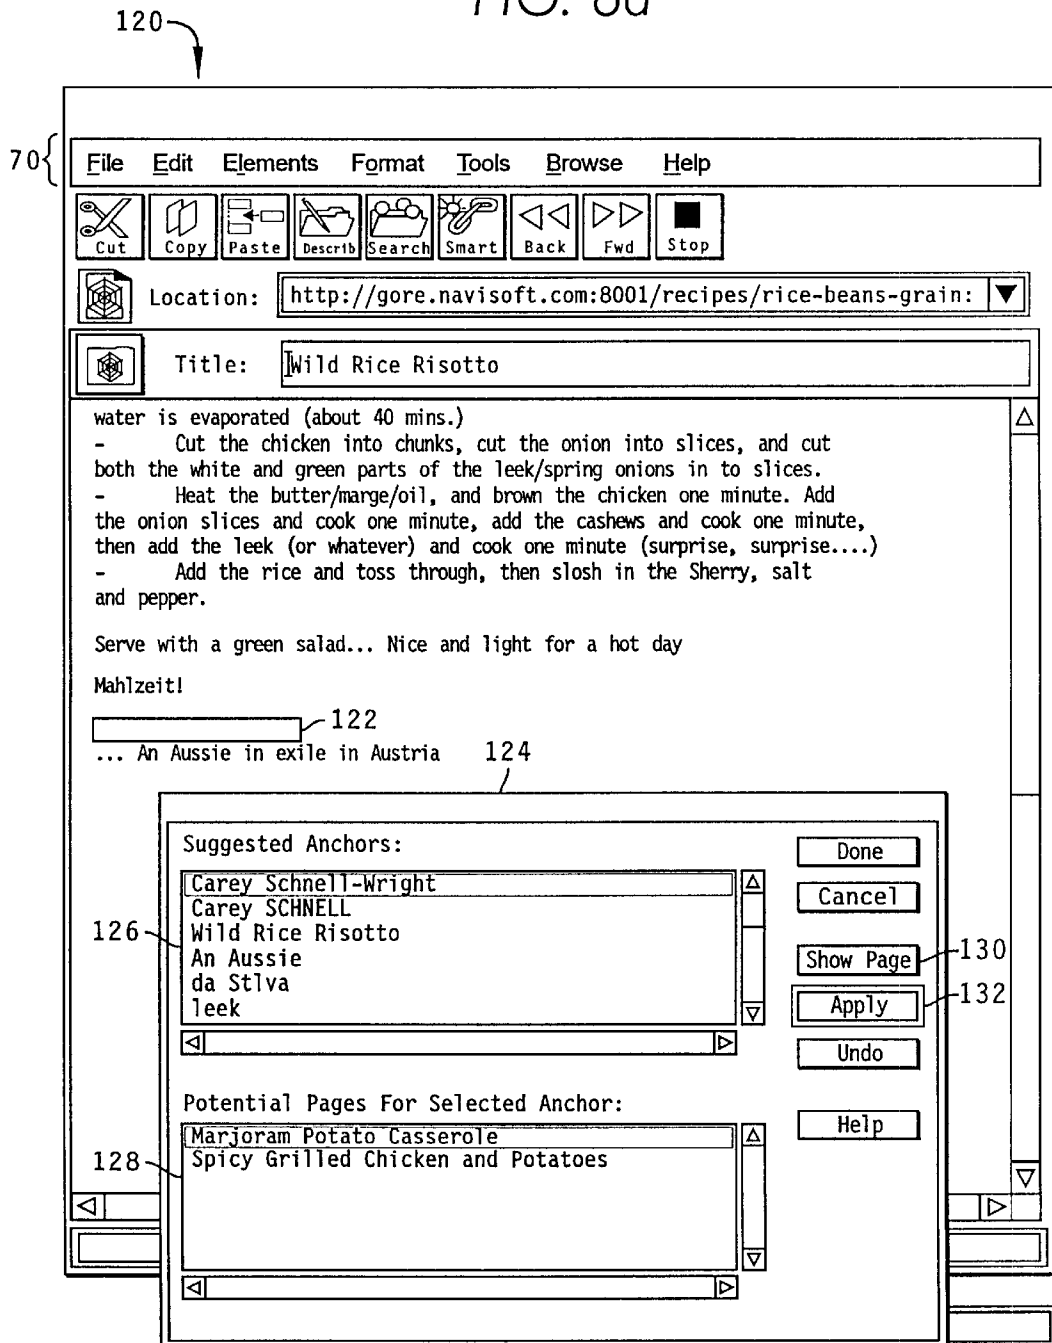 FIG. 8a
120
70
File Edit Elements Format Tools Browse Help
Cut Copy Paste Describ Search Smart Back Fwd Stop
Location: http://gore.navisoft.com:8001/recipes/rice-beans-grain:
Title: Wild Rice Risotto
water is evaporated (about 40 mins.)
- Cut the chicken into chunks, cut the onion into slices, and cut
both the white and green parts of the leek/spring onions in to slices.
- Heat the butter/marge/oil, and brown the chicken one minute. Add
the onion slices and cook one minute, add the cashews and cook one minute,
then add the leek (or whatever) and cook one minute (surprise, surprise....)
- Add the rice and toss through, then slosh in the Sherry, salt
and pepper.
Serve with a green salad... Nice and light for a hot day
Mahlzeit!
122
... An Aussie in exile in Austria 124
Suggested Anchors:
Done
Carey Schnell-Wright
Cancel
Carey SCHNELL
126 Wild Rice Risotto
An Aussie
Show Page 130
da Stlva
leek
Apply 132
Undo
Potential Pages For Selected Anchor:
Help
Marjoram Potato Casserole
128 Spicy Grilled Chicken and Potatoes